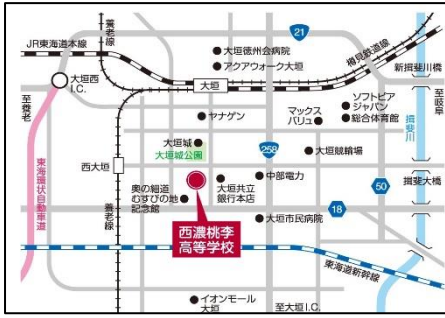 21
養老線
JR東海道本線
大垣徳州会病院
アクアウォーク大垣
樽見鉄道線
新揖斐川橋
大垣西
I.C.
大垣
至養老
ヤナゲン
マックス
バリュ
ソフトピア
ジャパン
総合体育館
至岐阜
揖斐川
大垣城
大垣城公園
258
大垣競輪場
西大垣
東海環状自動車道
奥の細道
むすびの地
記念館
大垣共立
銀行本店
中部電力
50
揖斐大橋
18
養老線
西濃桃李
高等学校
大垣市民病院
東海道新幹線
イオンモール
大垣
至大垣I.C.